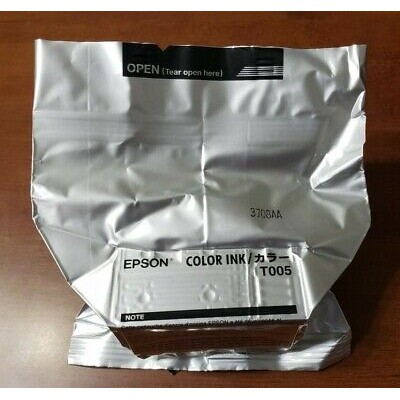 OPEN (Tear open here)
3708AA
EPSON® COLOR INK/カラー
T005
NOTE